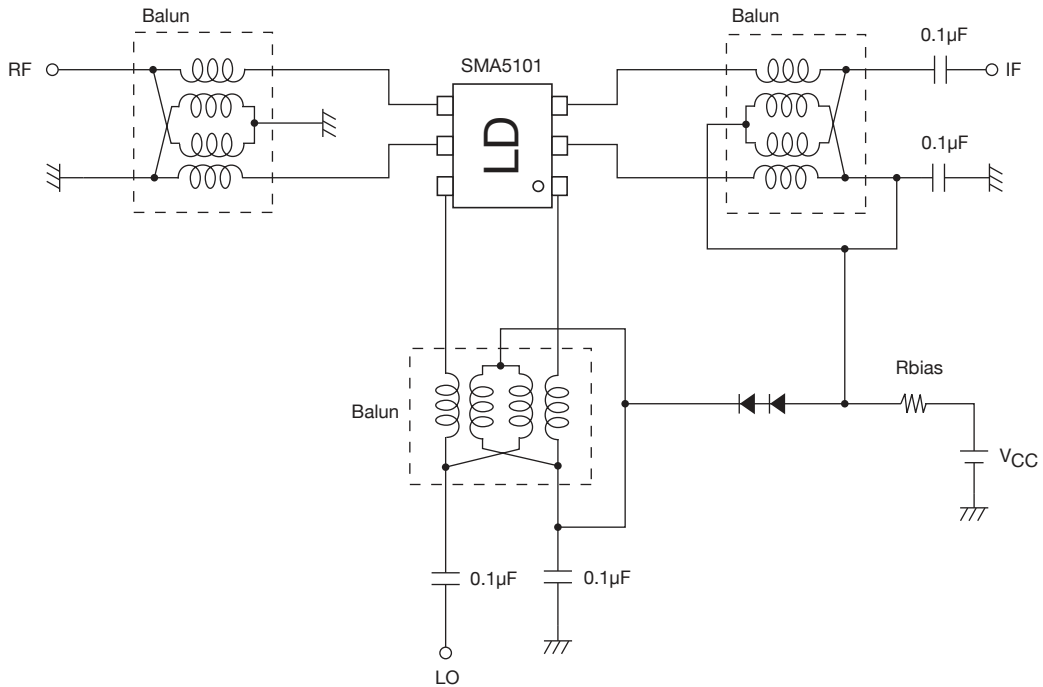 Balun
Balun
0.1µF
RF
SMA5101
IF
LD
0.1µF
Rbias
Balun
VCC
0.1µF
0.1µF
LO